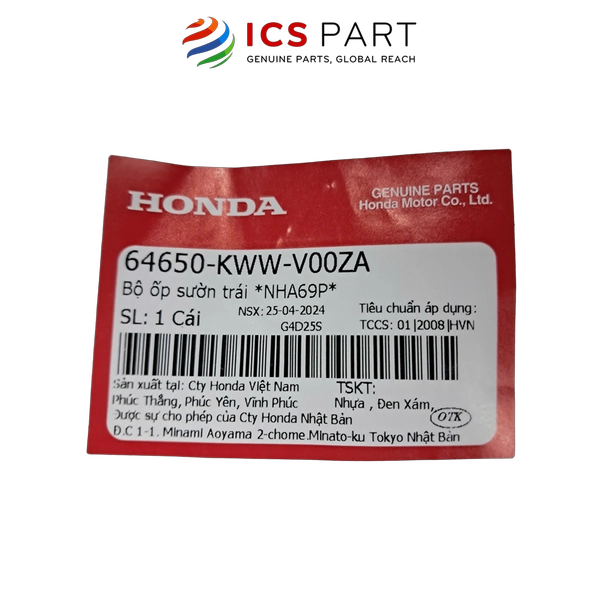 ICS PART
GENUINE PARTS, GLOBAL REACH
HONDA
GENUINE PARTS
Honda Motor Co., Ltd.
64650-KWW-V00ZA
Bộ ốp sườn trái *NHA69P*
SL: 1 Cái
NSX: 25-04-2024
G4D25S
Tiêu chuẩn áp dụng:
TCCS: 01|2008|HVN
Sản xuất tại: Cty Honda Việt Nam
Phúc Thắng, Phúc Yên, Vĩnh Phúc
Được sự cho phép của Cty Honda Nhật Bản
Đ.C 1-1. Minami Aoyama 2-chome.Minato-ku Tokyo Nhật Bản
TSKT:
Nhựa , Đen Xám,
OTK